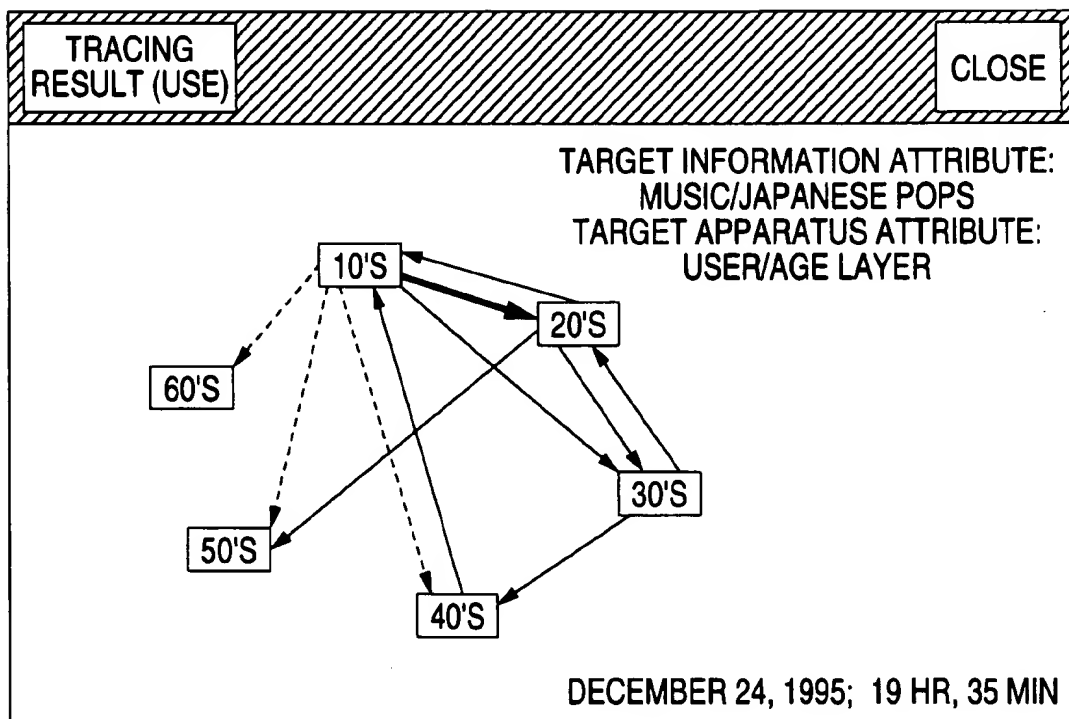 TRACING
RESULT (USE)
CLOSE
TARGET INFORMATION ATTRIBUTE:
MUSIC/JAPANESE POPS
TARGET APPARATUS ATTRIBUTE:
USER/AGE LAYER
10'S
20'S
60'S
30'S
50'S
40'S
DECEMBER 24, 1995; 19 HR, 35 MIN